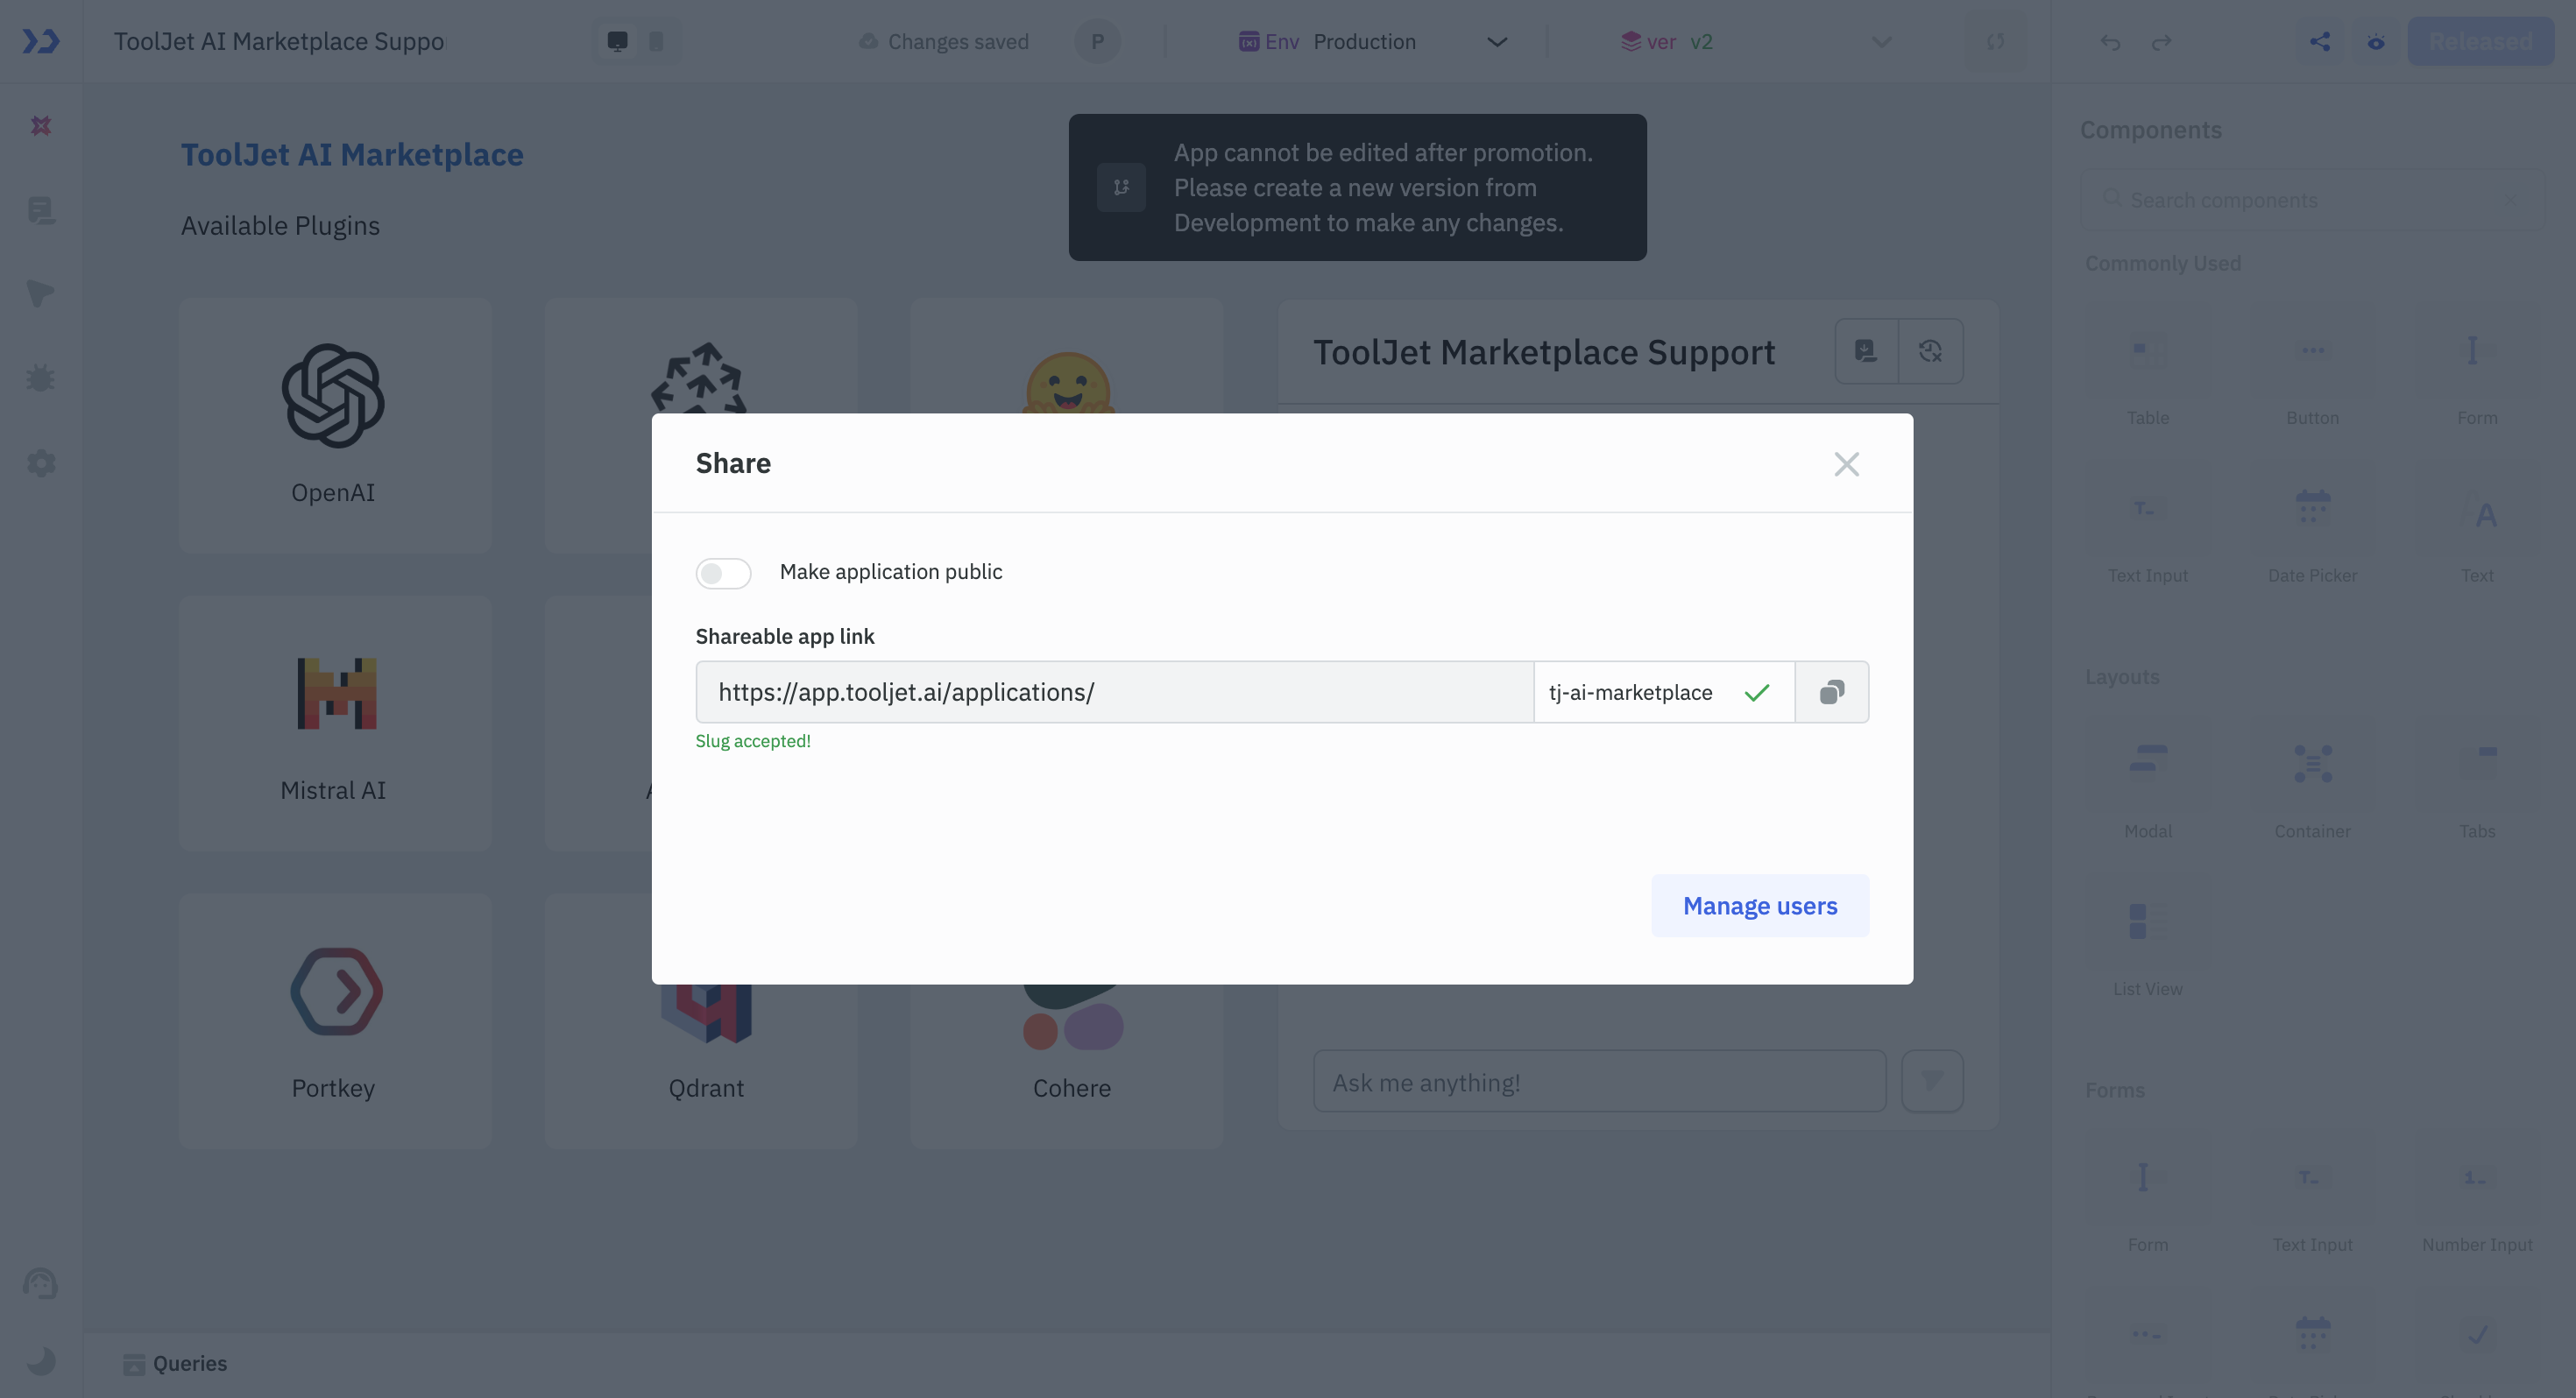 ToolJet AI Marketplace Suppo
Changes saved
P
Env Production
ver v2
Released
ToolJet AI Marketplace
Available Plugins
App cannot be edited after promotion.
Please create a new version from
Development to make any changes.
Components
Search components
Commonly Used
OpenAI
ToolJet Marketplace Support
Table
Button
Form
Text Input
Date Picker
Text
Share
Make application public
Shareable app link
https://app.tooljet.ai/applications/
tj-ai-marketplace
Slug accepted!
Manage users
Mistral AI
Layouts
Modal
Container
Tabs
List View
Portkey
Qdrant
Cohere
Ask me anything!
Forms
Form
Text Input
Number Input
Queries